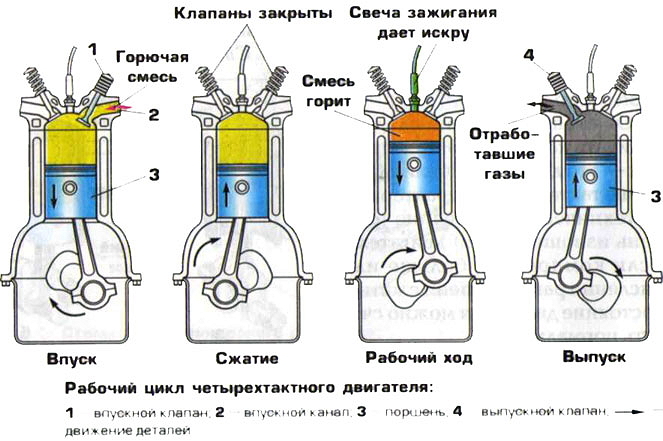 1
Горючая
смесь
2
3
Клапаны закрыты
Свеча зажигания
дает искру
Смесь
горит
4
Отрабо-
тавшие
газы
3
Впуск
Сжатие
Рабочий ход
Выпуск
Рабочий цикл четырехтактного двигателя:
1 впускной клапан, 2 – впускной канал, 3 поршень, 4 выпускной клапан, → –
движение деталей